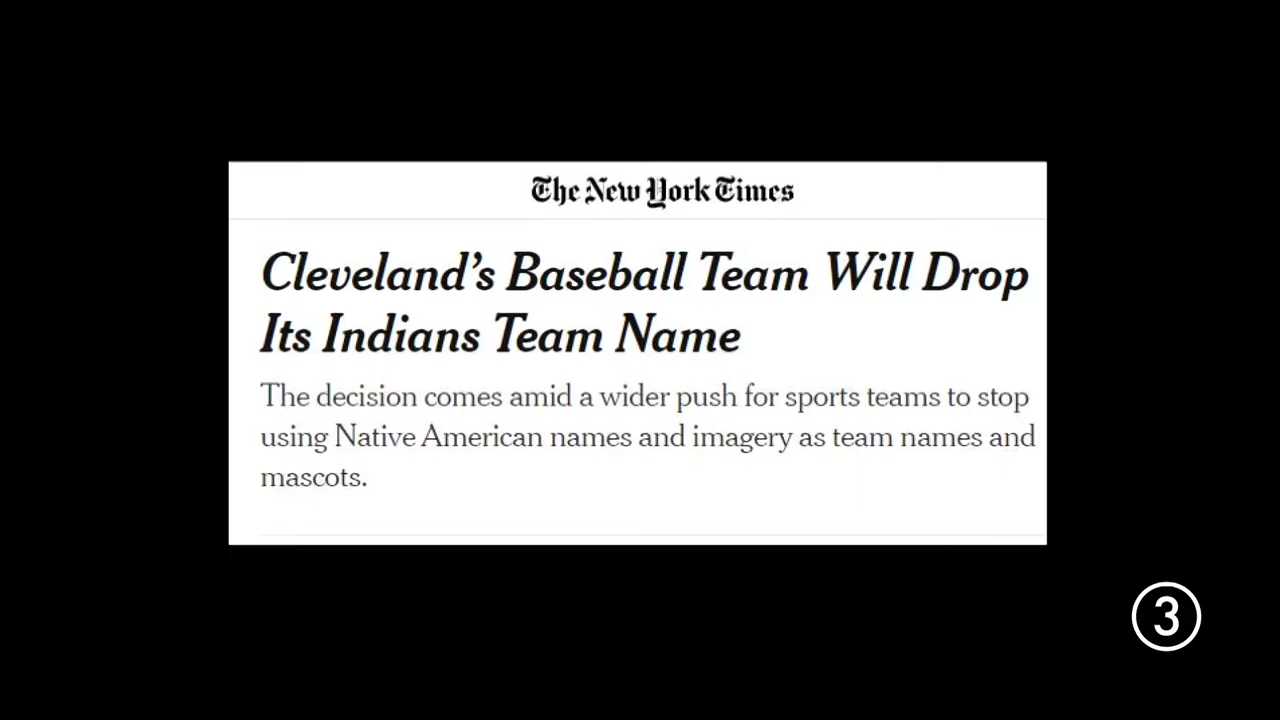 The New York Times
Cleveland’s Baseball Team Will Drop
Its Indians Team Name
The decision comes amid a wider push for sports teams to stop
using Native American names and imagery as team names and
mascots.
3